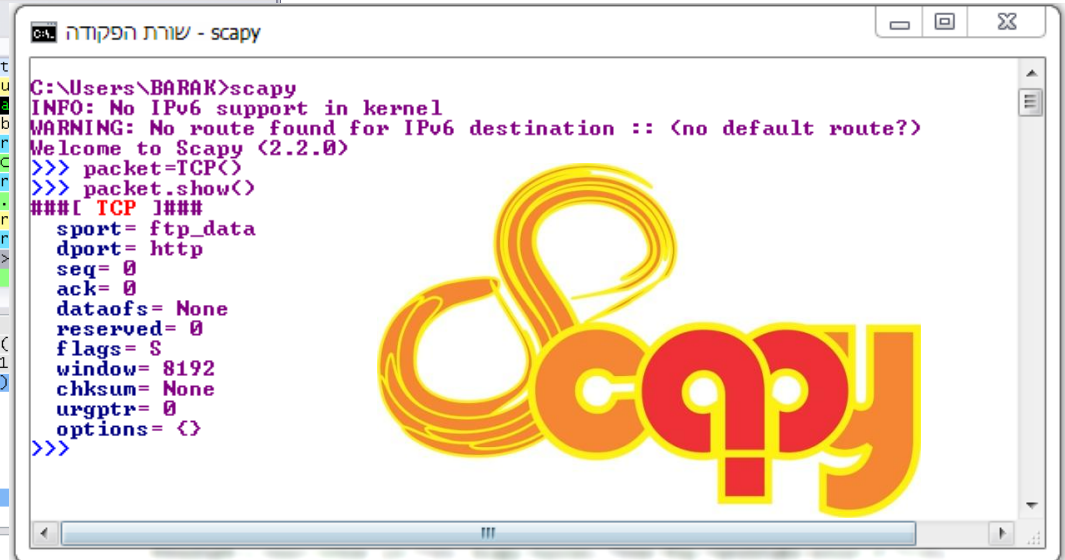 שורת הפקודה - scapy
C:\Users\BARAK>scapy
INFO: No IPv6 support in kernel
WARNING: No route found for IPv6 destination :: (no default route?)
Welcome to Scapy (2.2.0)
>>> packet=TCP()
>>> packet.show()
###[ TCP ]###
sport= ftp_data
dport= http
seq= 0
ack= 0
dataofs= None
reserved= 0
flags= S
window= 8192
chksum= None
urgptr= 0
options= {}
>>>
Scapy